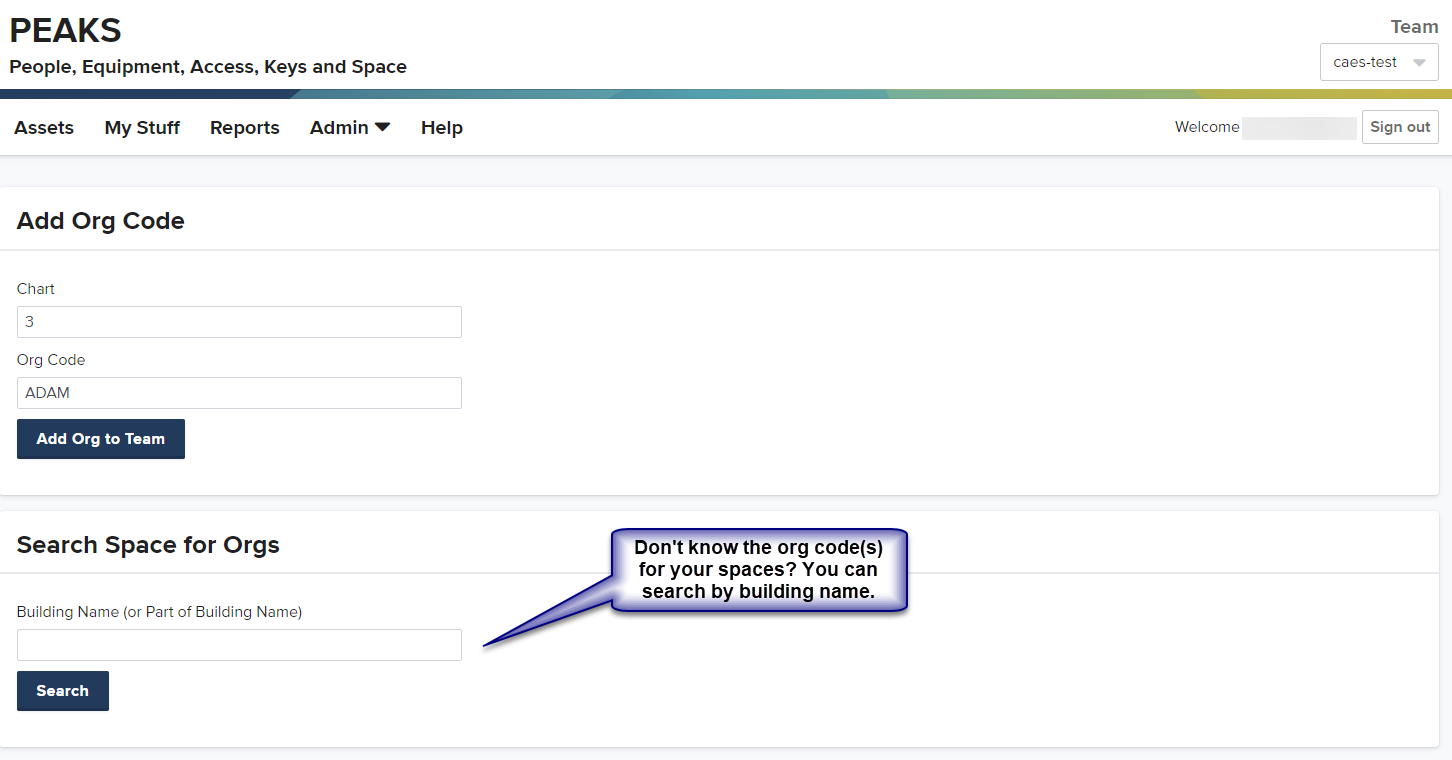 PEAKS
Team
People, Equipment, Access, Keys and Space
caes-test
Assets My Stuff Reports Admin Help
Welcome
Sign out
Add Org Code
Chart
3
Org Code
ADAM
Add Org to Team
Search Space for Orgs
Don't know the org code(s)
for your spaces? You can
search by building name.
Building Name (or Part of Building Name)
Search